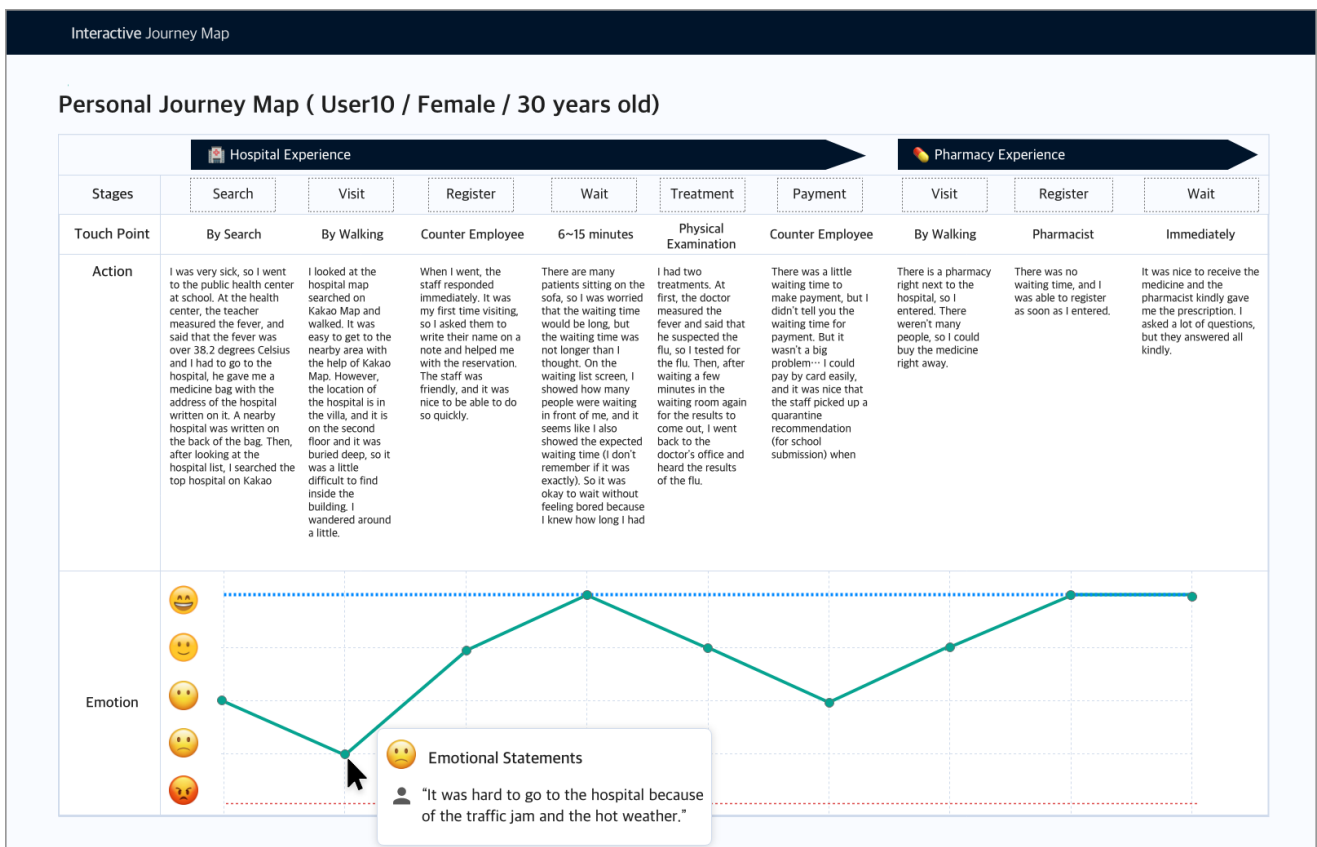 Interactive Journey Map
Personal Journey Map ( User10 / Female / 30 years old)
Hospital Experience
Pharmacy Experience
Stages
Search
Visit
Register
Wait
Treatment
Payment
Visit
Register
Wait
Touch Point
By Search
By Walking
Counter Employee
6~15 minutes
Physical
Examination
Counter Employee
By Walking
Pharmacist
Immediately
Action
I was very sick, so I went
to the public health center
at school. At the health
center, the teacher
measured the fever, and
said that the fever was
over 38.2 degrees Celsius
and I had to go to the
hospital, he gave me a
medicine bag with the
address of the hospital
written on it. A nearby
hospital was written on
the back of the bag. Then,
after looking at the
hospital list, I searched the
top hospital on Kakao
I looked at the
hospital map
searched on
Kakao Map and
walked. It was
easy to get to the
nearby area with
the help of Kakao
Map. However,
the location of
the hospital is in
the villa, and it is
on the second
floor and it was
buried deep, so it
was a little
difficult to find
inside the
building. I
wandered around
a little.
When I went, the
staff responded
immediately. It was
my first time visiting,
so I asked them to
write their name on a
note and helped me
with the reservation.
The staff was
friendly, and it was
nice to be able to do
so quickly.
There are many
patients sitting on the
sofa, so I was worried
that the waiting time
would be long, but
the waiting time was
not longer than I
thought. On the
waiting list screen, I
showed how many
people were waiting
in front of me, and it
seems like I also
showed the expected
waiting time (I don't
remember if it was
exactly). So it was
okay to wait without
feeling bored because
I knew how long I had
I had two
treatments. At
first, the doctor
measured the
fever and said that
he suspected the
flu, so I tested for
the flu. Then, after
waiting a few
minutes in the
waiting room again
for the results to
come out, I went
back to the
doctor's office and
heard the results
of the flu.
There was a little
waiting time to
make payment, but I
didn't tell you the
waiting time for
payment. But it
wasn't a big
problem··· I could
pay by card easily,
and it was nice that
the staff picked up a
quarantine
recommendation
(for school
submission) when
There is a pharmacy
right next to the
hospital, so I
entered. There
weren't many
people, so I could
buy the medicine
right away.
There was no
waiting time, and I
was able to register
as soon as I entered.
It was nice to receive the
medicine and the
pharmacist kindly gave
me the prescription. I
asked a lot of questions,
but they answered all
kindly.
Emotion
Emotional Statements
“It was hard to go to the hospital because
of the traffic jam and the hot weather.”